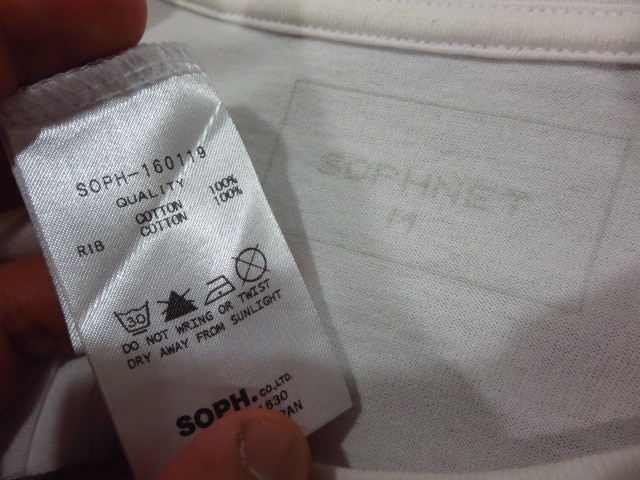 SOPH-160119
QUALITY
COTTON 100%
RIB COTTON 100%
30
DO NOT WRING OR TWIST
DRY AWAY FROM SUNLIGHT
SOPH. CO.,LTD.
1630
SOPHNET
M